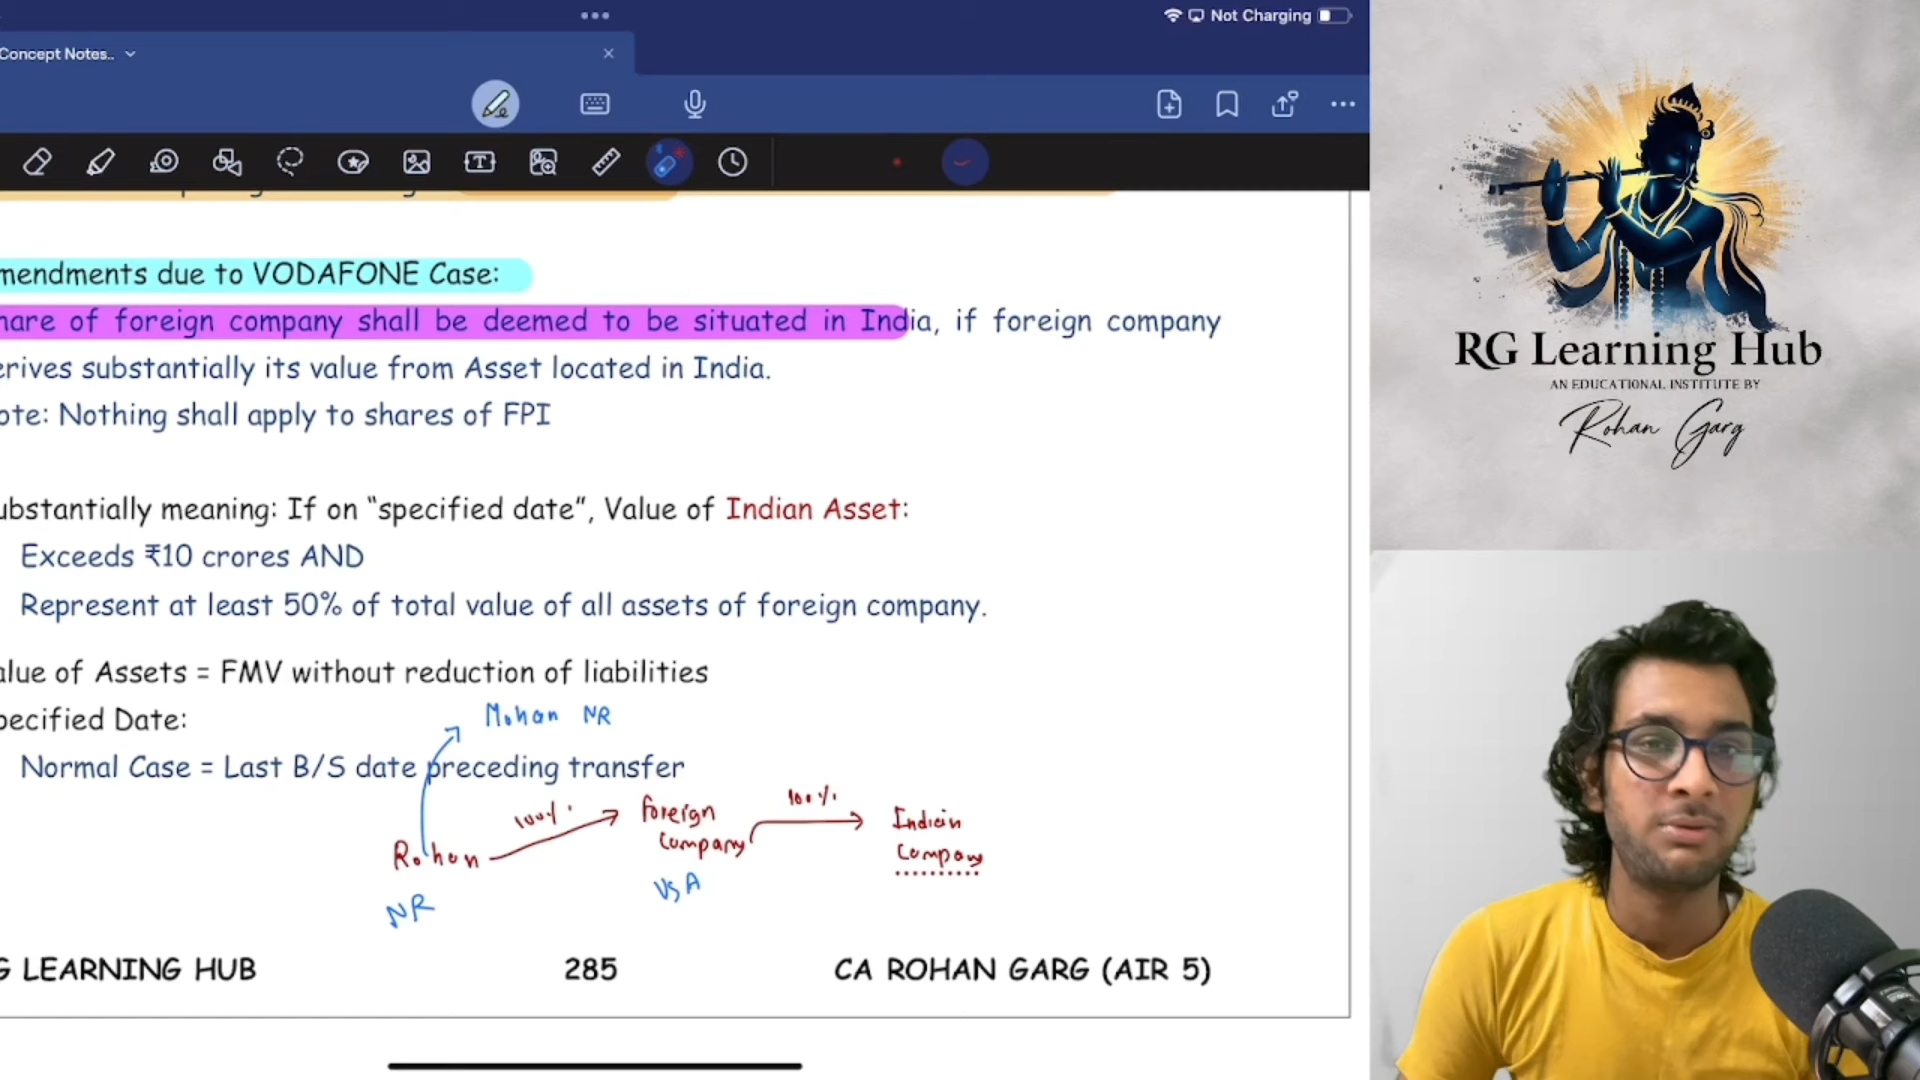 Not Charging
Concept Notes..
mendments due to VODAFONE Case:
hare of foreign company shall be deemed to be situated in India, if foreign company
erives substantially its value from Asset located in India.
ote: Nothing shall apply to shares of FPI
ubstantially meaning: If on “specified date”, Value of Indian Asset:
Exceeds ₹10 crores AND
Represent at least 50% of total value of all assets of foreign company.
alue of Assets = FMV without reduction of liabilities
pecified Date:
Mohan NR
Normal Case = Last B/S date preceding transfer
Rohan 100% Foreign Company 100% Indian Company
NR USA
G LEARNING HUB 285 CA ROHAN GARG (AIR 5)
RG Learning Hub
AN EDUCATIONAL INSTITUTE BY
Rohan Garg